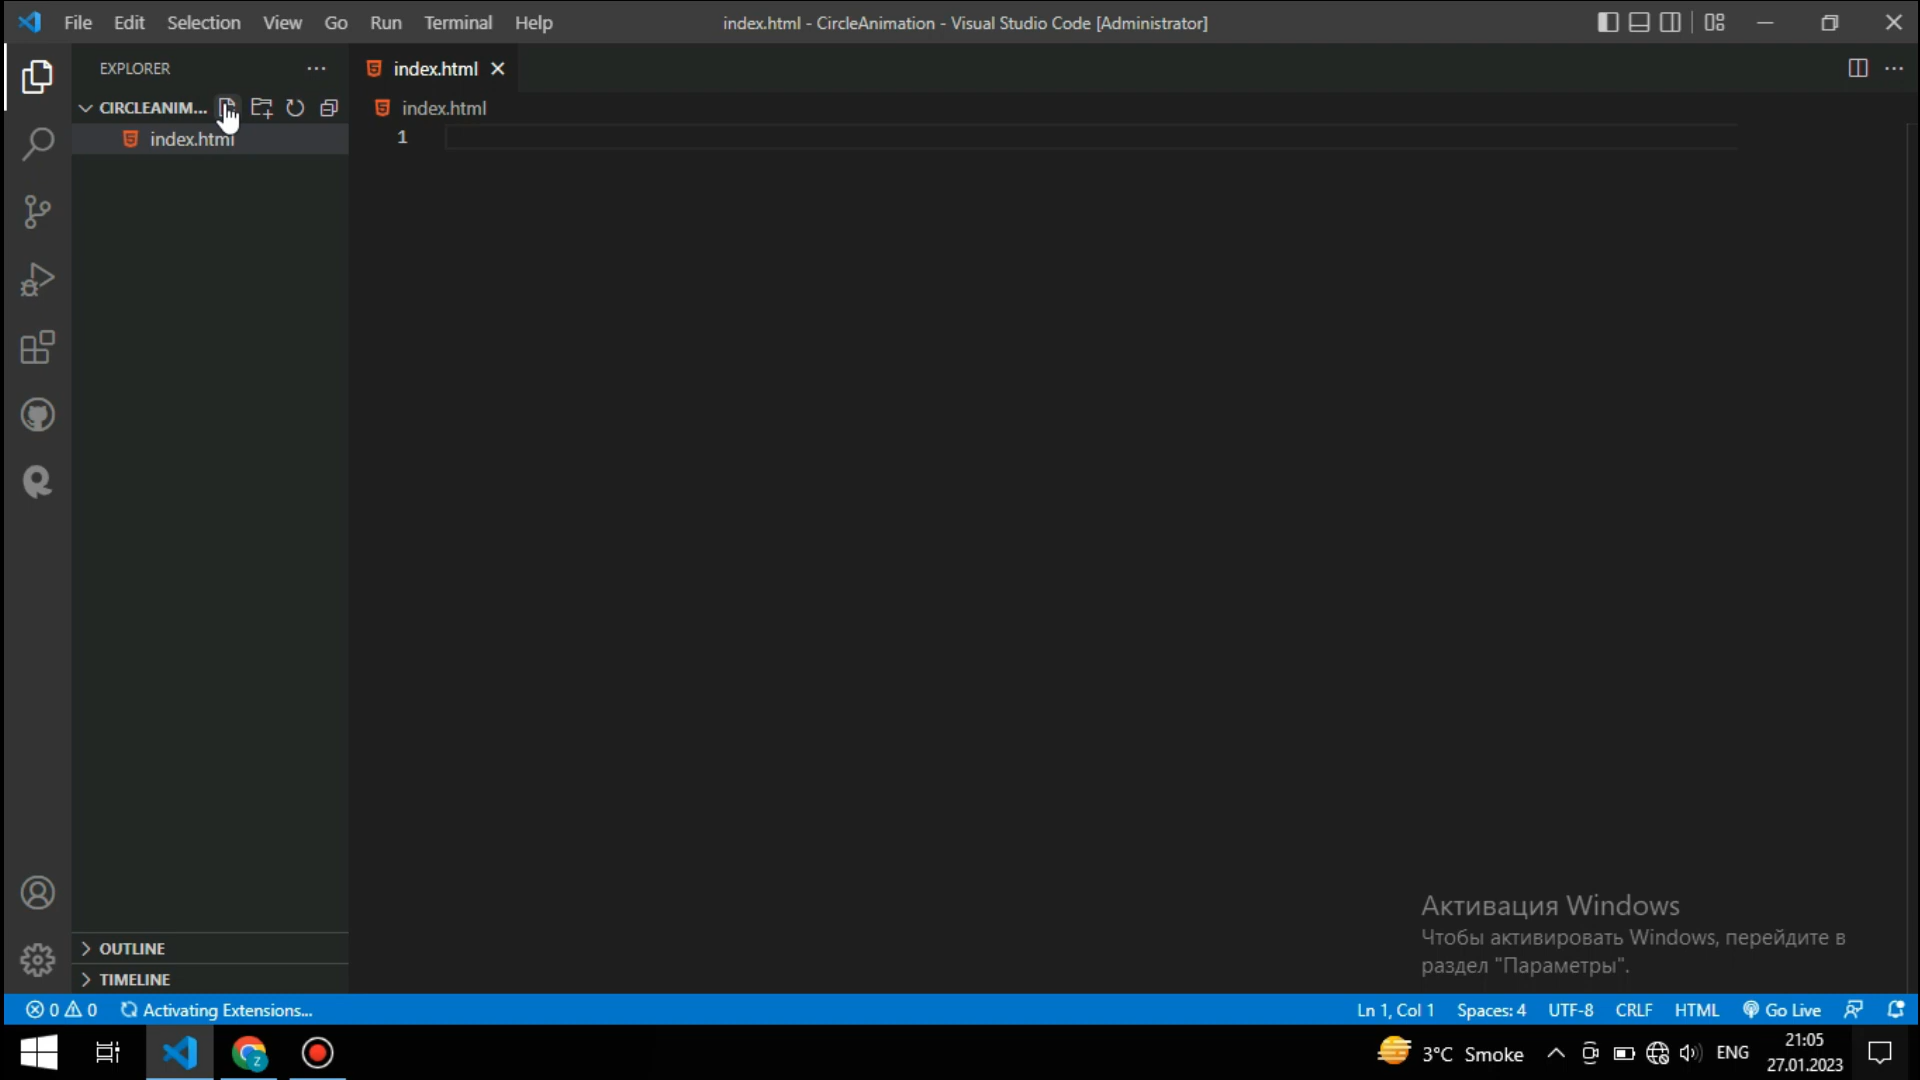 File Edit Selection View Go Run Terminal Help
index.html - CircleAnimation - Visual Studio Code [Administrator]
EXPLORER
index.html
CIRCLEANIM...
index.html
index.html
1
Активация Windows
Чтобы активировать Windows, перейдите в
раздел "Параметры".
OUTLINE
TIMELINE
0 0 Activating Extensions...
Ln 1, Col 1 Spaces: 4 UTF-8 CRLF HTML Go Live
Z
3°C Smoke ENG
21:05
27.01.2023